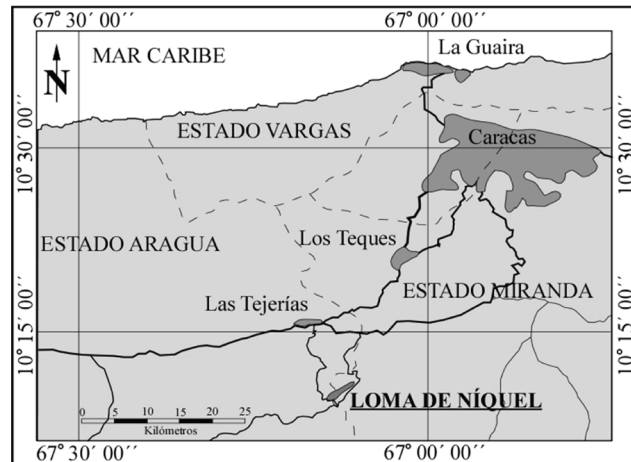 67° 30´ 00´´ 67° 00´ 00´´
MAR CARIBE
La Guaira
N
ESTADO VARGAS
Caracas
10° 30´ 00´´ 10° 30´ 00´´
ESTADO ARAGUA
Los Teques
ESTADO MIRANDA
Las Tejerías
10° 15´ 00´´ 10° 15´ 00´´
LOMA DE NÍQUEL
0 5 10 15 20 25
Kilómetros
67° 30´ 00´´ 67° 00´ 00´´